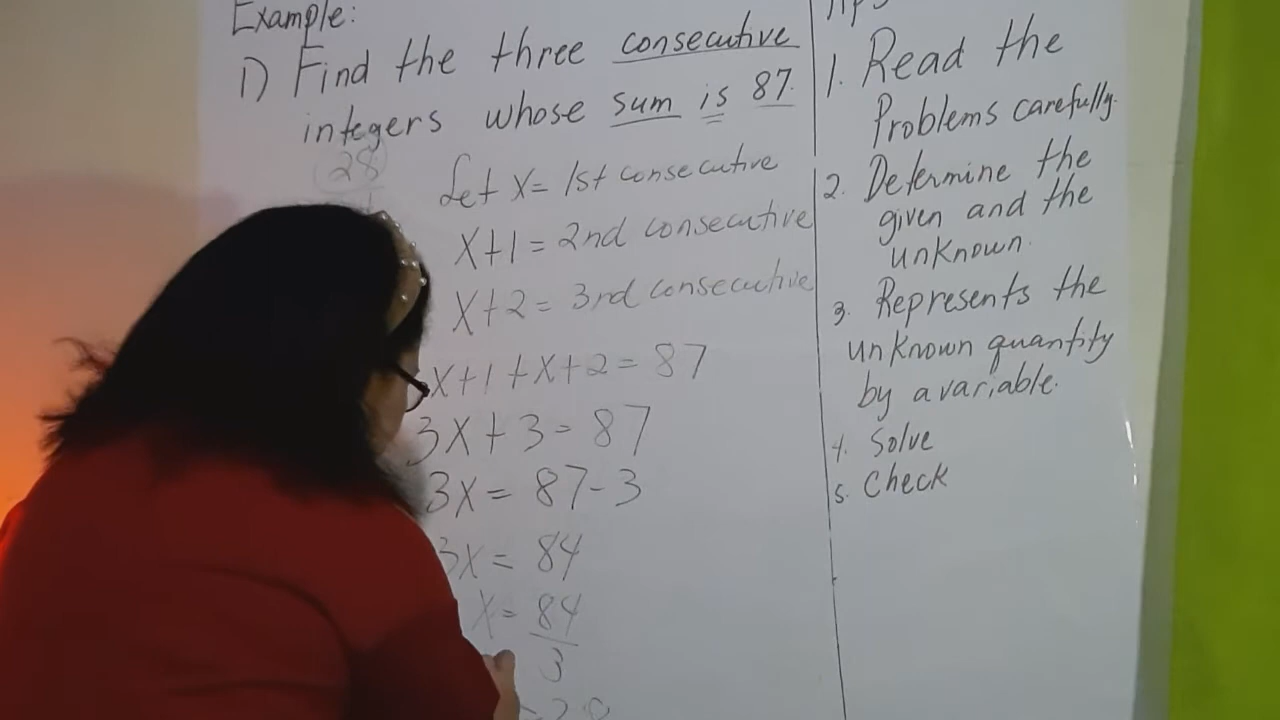 Example:
1) Find the three consecutive
integers whose sum is 87.
28
Let x = 1st consecutive
x+1 = 2nd consecutive
x+2 = 3rd consecutive
x+1+x+2=87
3x+3=87
3x = 87-3
3x = 84
x = 84
3
=28
1. Read the
Problems carefully.
2. Determine the
given and the
unknown.
3. Represents the
unknown quantity
by a variable.
4. Solve
5. Check